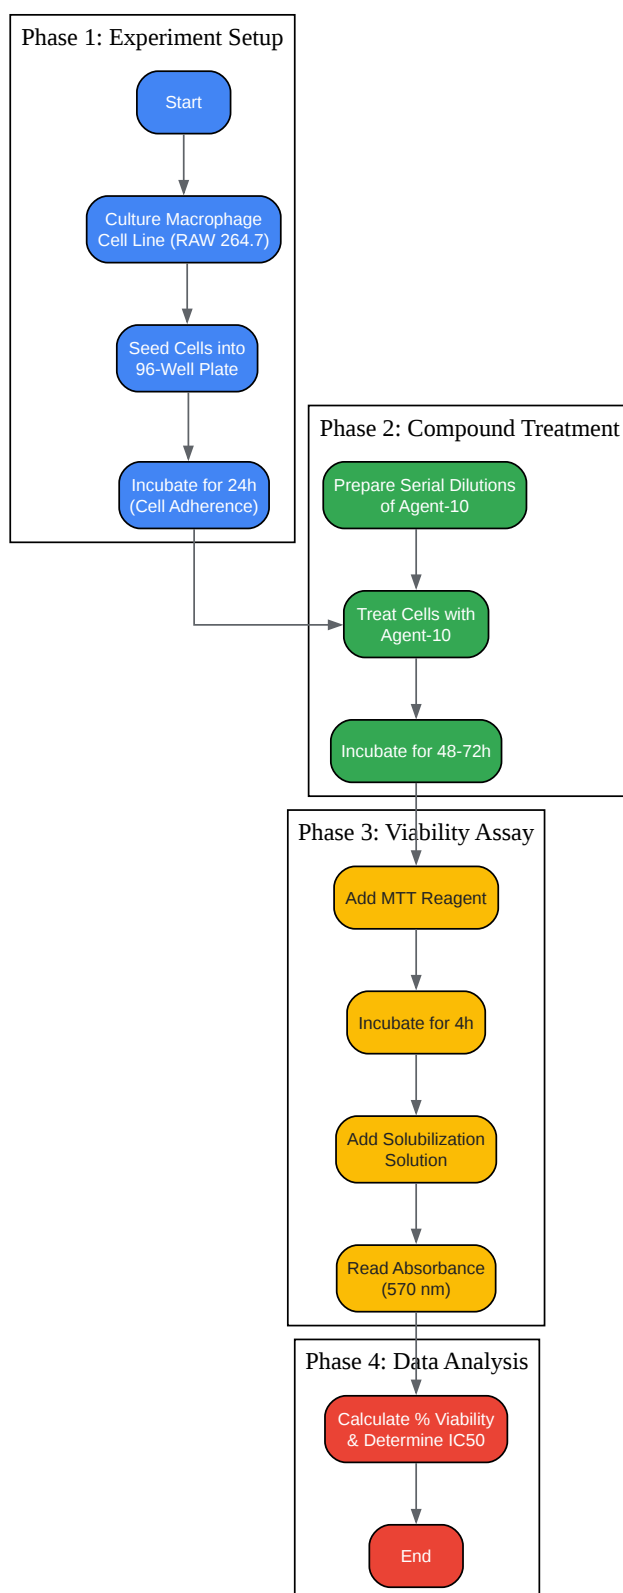 Phase 1: Experiment Setup
Start
Culture Macrophage
Cell Line (RAW 264.7)
Seed Cells into
96-Well Plate
Incubate for 24h
(Cell Adherence)
Phase 2: Compound Treatment
Prepare Serial Dilutions
of Agent-10
Treat Cells with
Agent-10
Incubate for 48-72h
Phase 3: Viability Assay
Add MTT Reagent
Incubate for 4h
Add Solubilization
Solution
Read Absorbance
(570 nm)
Phase 4: Data Analysis
Calculate % Viability
& Determine IC50
End